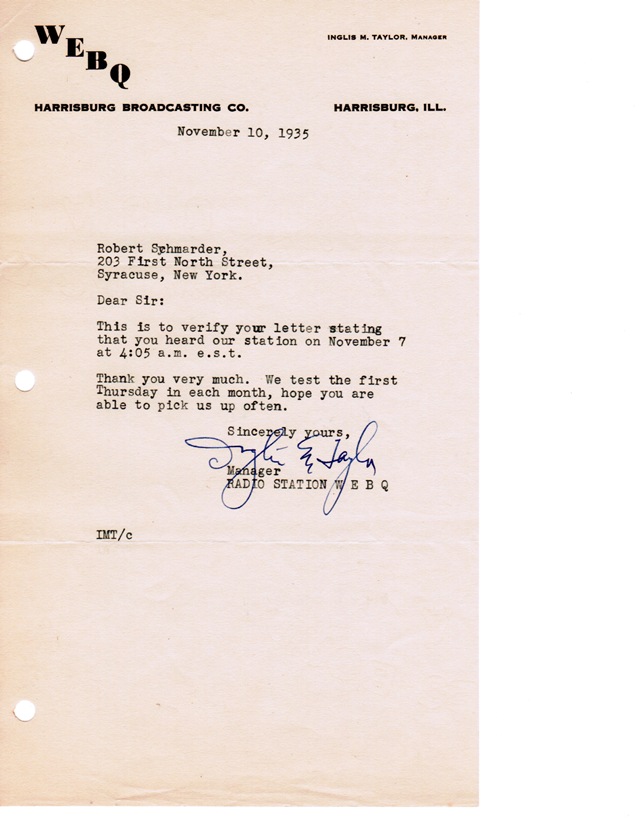 WEBQ
INGLIS M. TAYLOR, MANAGER
HARRISBURG BROADCASTING CO. HARRISBURG, ILL.
November 10, 1935
Robert Schmarder,
203 First North Street,
Syracuse, New York.
Dear Sir:
This is to verify your letter stating
that you heard our station on November 7
at 4:05 a.m. e.s.t.
Thank you very much. We test the first
Thursday in each month, hope you are
able to pick us up often.
Sincerely yours,
Manager
RADIO STATION W E B Q
IMT/c